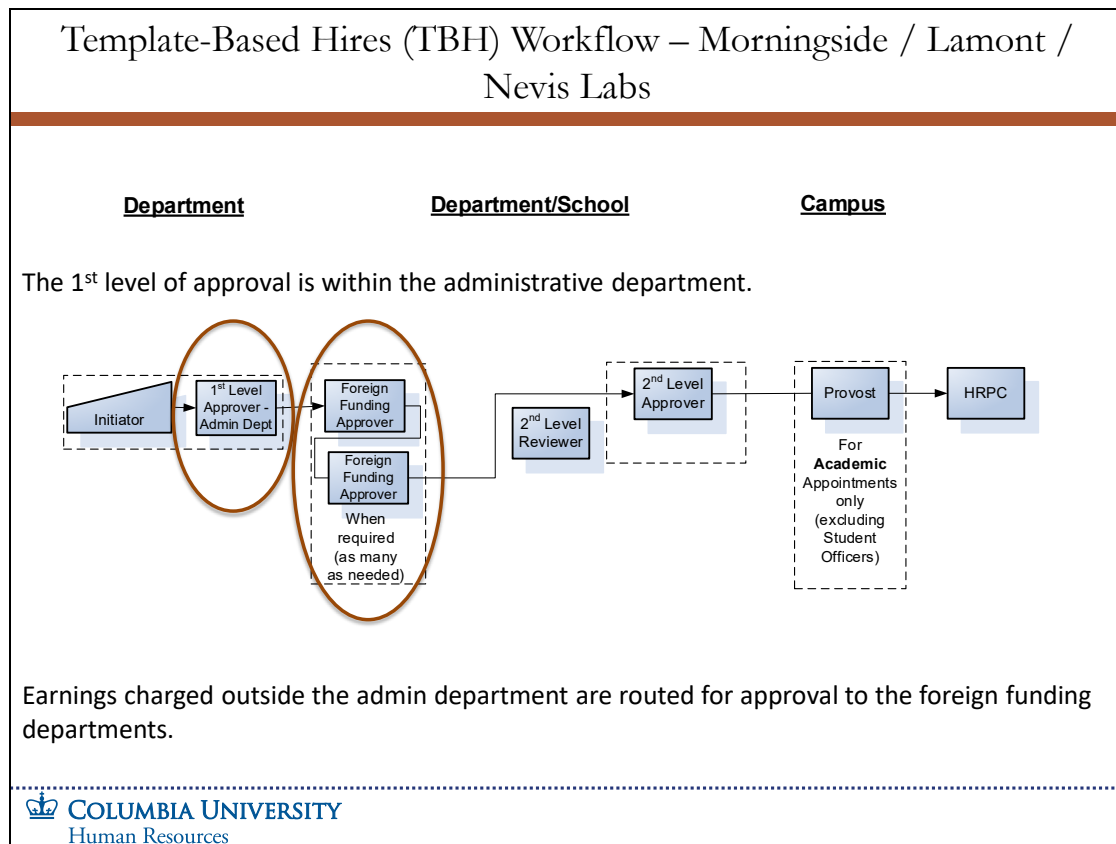 Template-Based Hires (TBH) Workflow – Morningside / Lamont /
Nevis Labs
Department
Department/School
Campus
The 1st level of approval is within the administrative department.
Initiator
1st Level
Approver -
Admin Dept
Foreign
Funding
Approver
Foreign
Funding
Approver
When
required
(as many
as needed)
2nd Level
Reviewer
2nd Level
Approver
Provost
For
Academic
Appointments
only
(excluding
Student
Officers)
HRPC
Earnings charged outside the admin department are routed for approval to the foreign funding
departments.
COLUMBIA UNIVERSITY
Human Resources